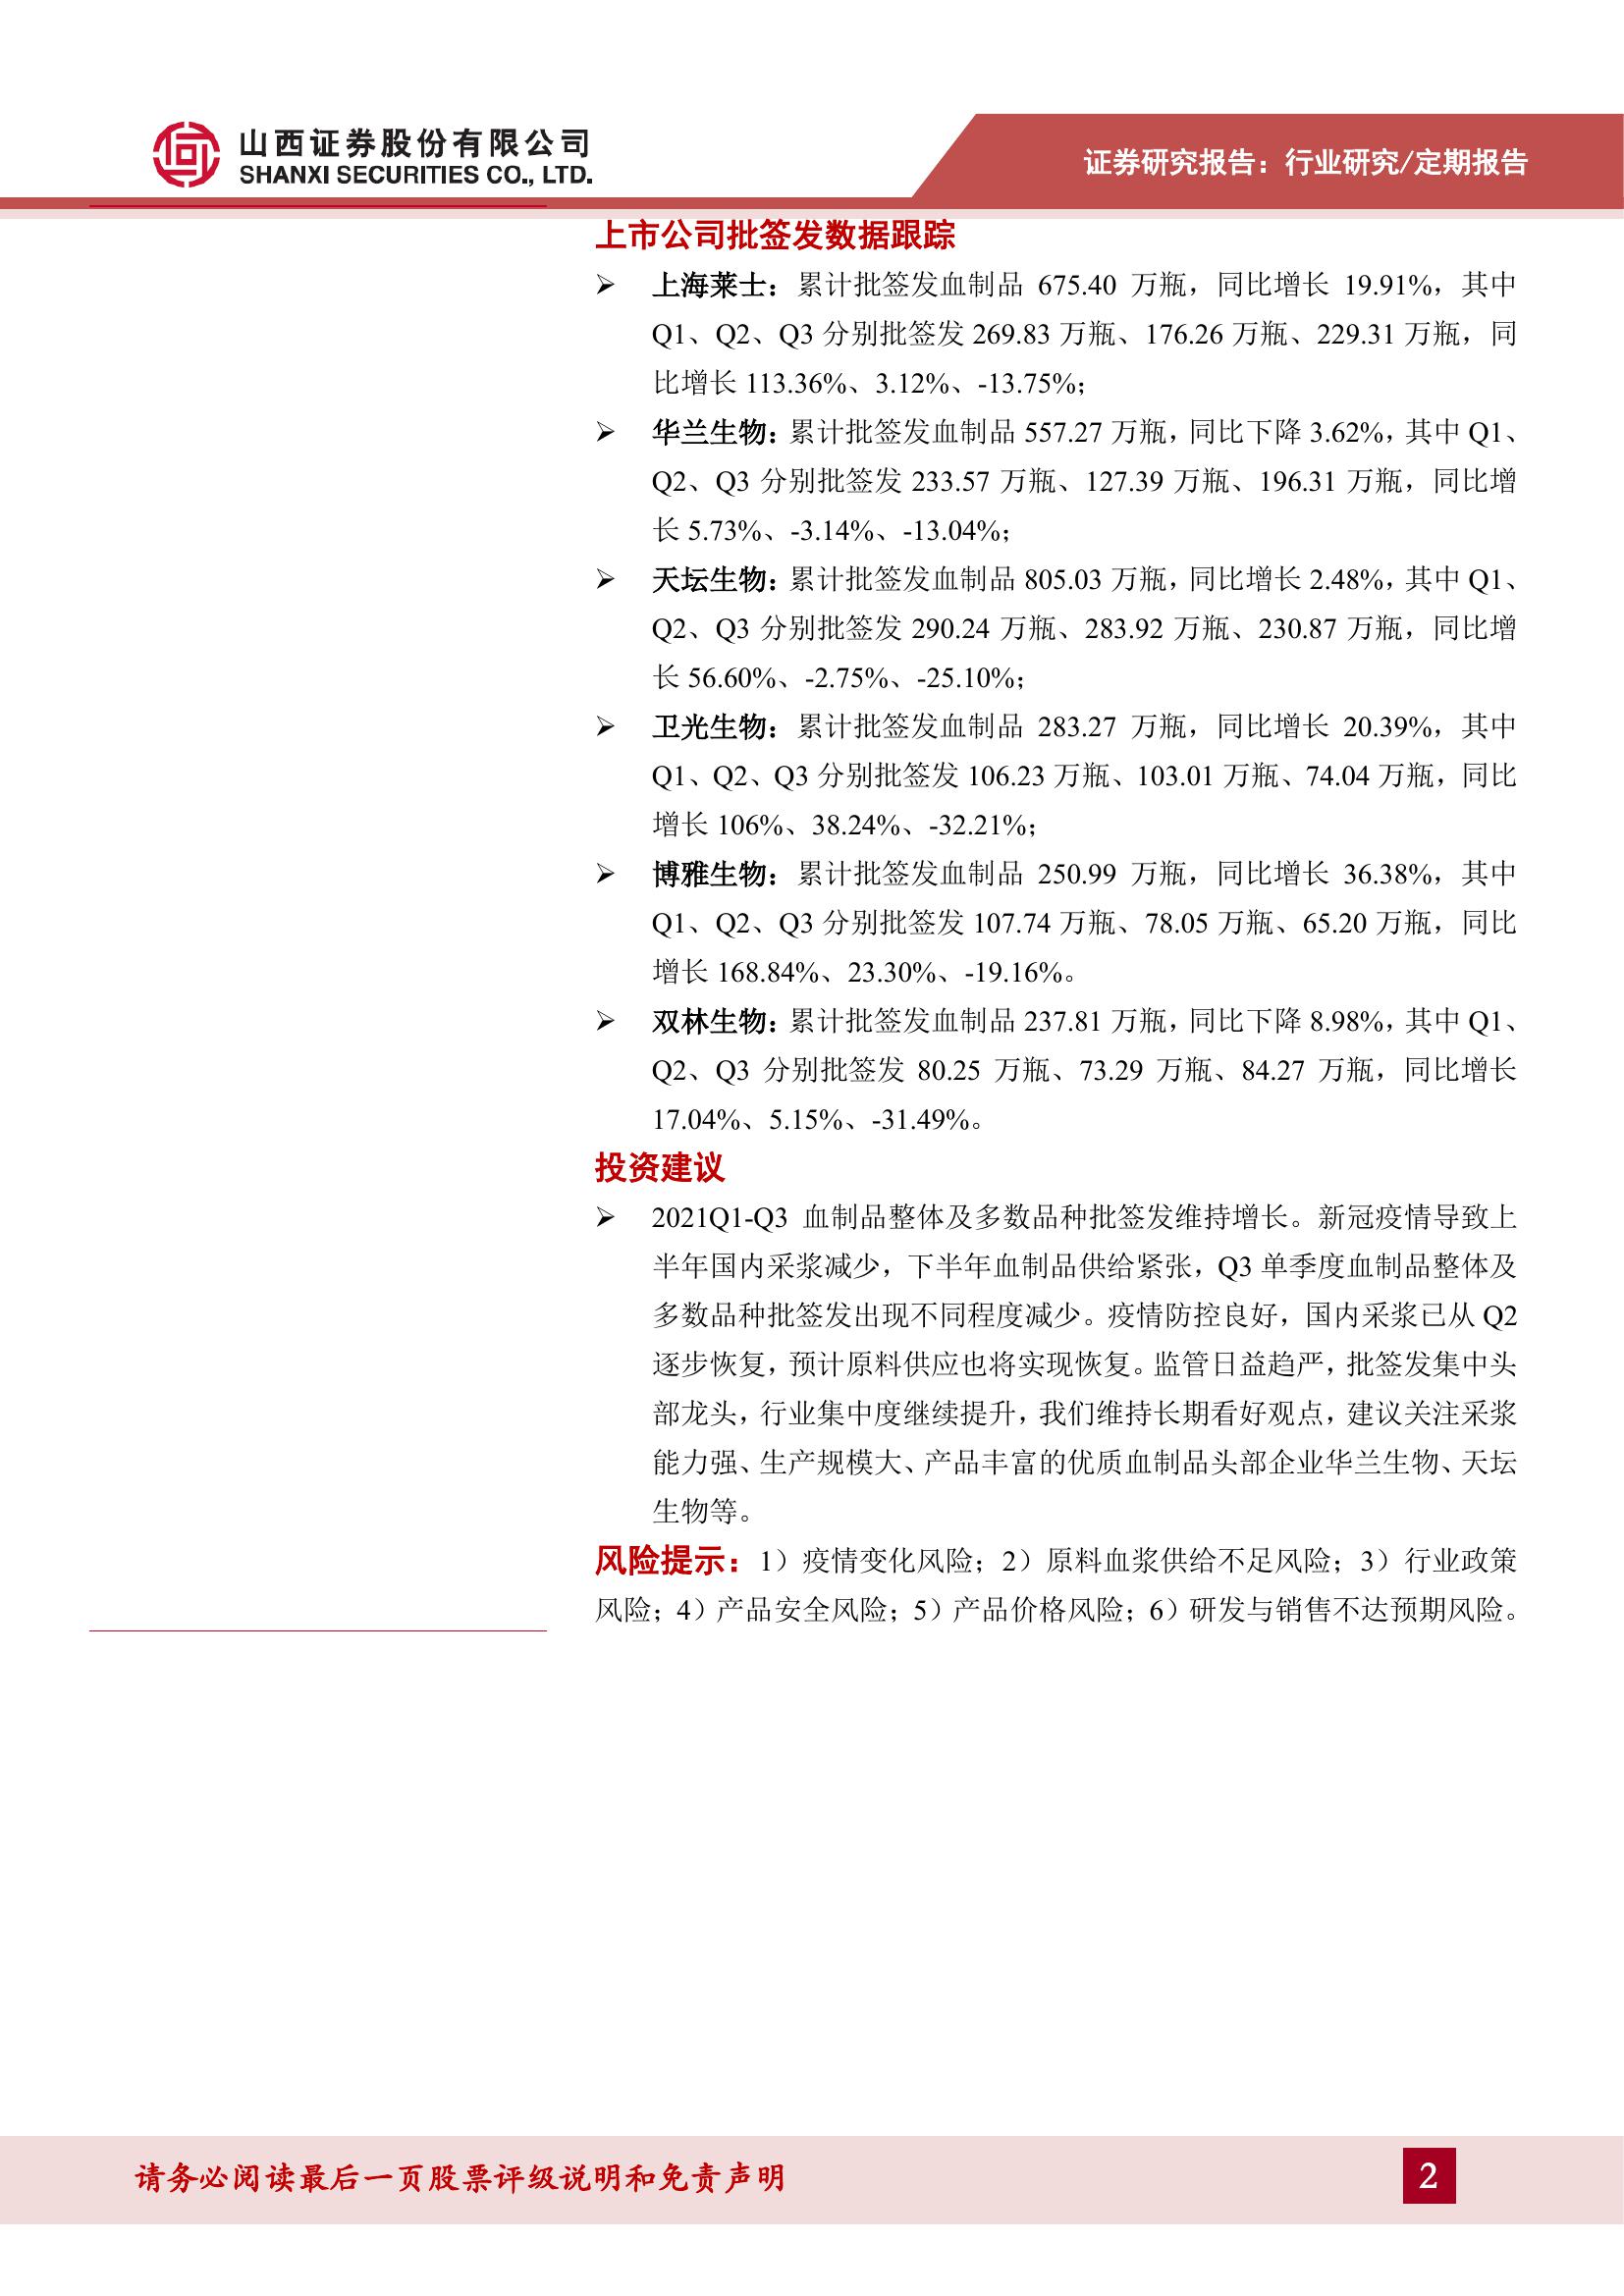 山西证券股份有限公司
SHANXI SECURITIES CO., LTD.
证券研究报告：行业研究/定期报告
上市公司批签发数据跟踪
➢ 上海莱士：累计批签发血制品 675.40 万瓶，同比增长 19.91%，其中
Q1、Q2、Q3 分别批签发 269.83 万瓶、176.26 万瓶、229.31 万瓶，同
比增长 113.36%、3.12%、-13.75%；
➢ 华兰生物：累计批签发血制品 557.27 万瓶，同比下降 3.62%，其中 Q1、
Q2、Q3 分别批签发 233.57 万瓶、127.39 万瓶、196.31 万瓶，同比增
长 5.73%、-3.14%、-13.04%；
➢ 天坛生物：累计批签发血制品 805.03 万瓶，同比增长 2.48%，其中 Q1、
Q2、Q3 分别批签发 290.24 万瓶、283.92 万瓶、230.87 万瓶，同比增
长 56.60%、-2.75%、-25.10%；
➢ 卫光生物：累计批签发血制品 283.27 万瓶，同比增长 20.39%，其中
Q1、Q2、Q3 分别批签发 106.23 万瓶、103.01 万瓶、74.04 万瓶，同比
增长 106%、38.24%、-32.21%；
➢ 博雅生物：累计批签发血制品 250.99 万瓶，同比增长 36.38%，其中
Q1、Q2、Q3 分别批签发 107.74 万瓶、78.05 万瓶、65.20 万瓶，同比
增长 168.84%、23.30%、-19.16%。
➢ 双林生物：累计批签发血制品 237.81 万瓶，同比下降 8.98%，其中 Q1、
Q2、Q3 分别批签发 80.25 万瓶、73.29 万瓶、84.27 万瓶，同比增长
17.04%、5.15%、-31.49%。
投资建议
➢ 2021Q1-Q3 血制品整体及多数品种批签发维持增长。新冠疫情导致上
半年国内采浆减少，下半年血制品供给紧张，Q3 单季度血制品整体及
多数品种批签发出现不同程度减少。疫情防控良好，国内采浆已从 Q2
逐步恢复，预计原料供应也将实现恢复。监管日益趋严，批签发集中头
部龙头，行业集中度继续提升，我们维持长期看好观点，建议关注采浆
能力强、生产规模大、产品丰富的优质血制品头部企业华兰生物、天坛
生物等。
风险提示：1）疫情变化风险；2）原料血浆供给不足风险；3）行业政策
风险；4）产品安全风险；5）产品价格风险；6）研发与销售不达预期风险。
请务必阅读最后一页股票评级说明和免责声明
2